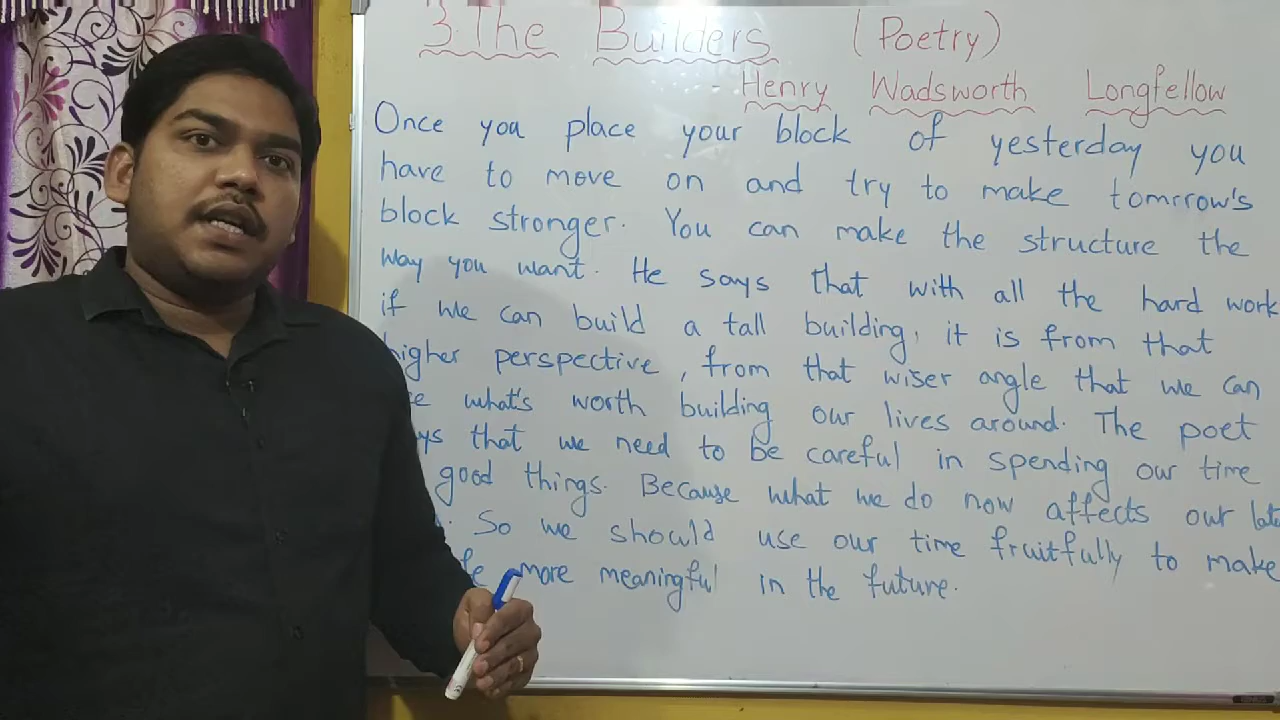 3. The Builders (Poetry)
- Henry Wadsworth Longfellow
Once you place your block of yesterday you
have to move on and try to make tomrrow's
block stronger. You can make the structure the
way you want. He says that with all the hard work
if we can build a tall building, it is from that
higher perspective, from that wiser angle that we can
what's worth building our lives around. The poet
that we need to be careful in spending our time
good things. Because what we do now affects our
So we should use our time fruitfully to make
more meaningful in the future.